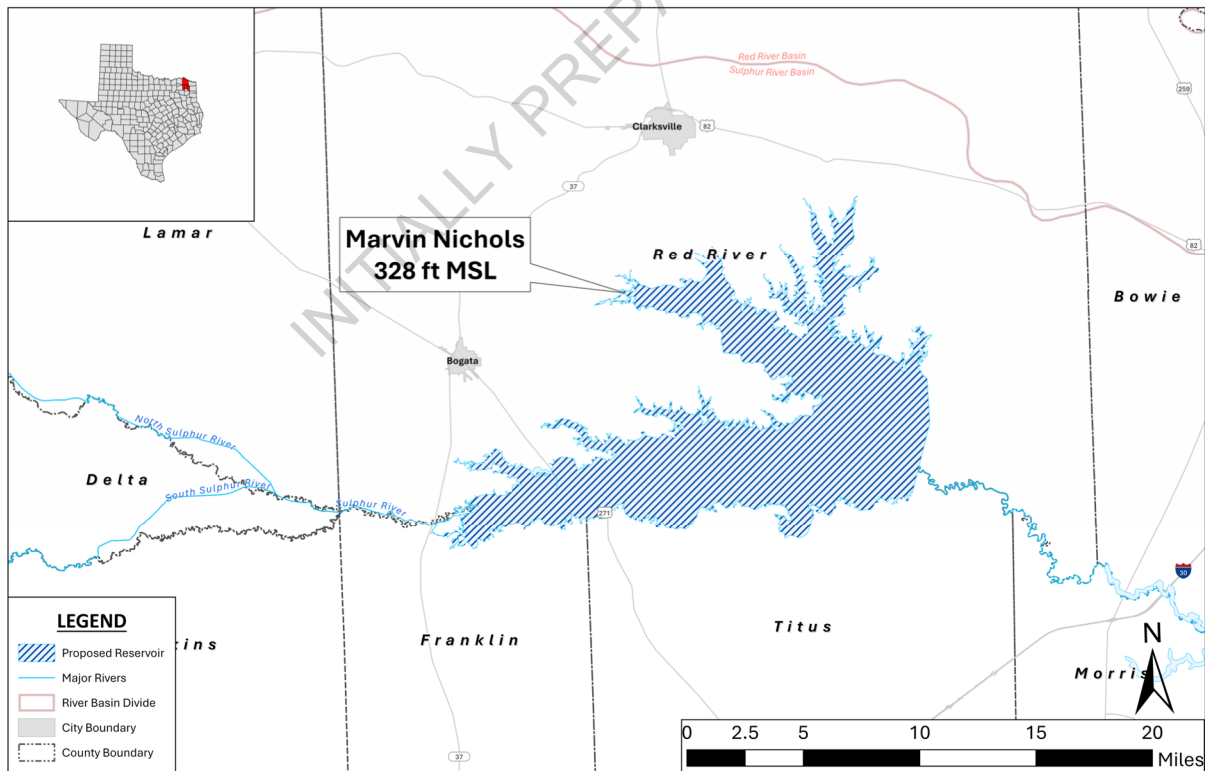 INITIALLY PREPA
Red River Basin
Sulphur River Basin
259
Clarksville
82
37
Lamar
Marvin Nichols
328 ft MSL
Red River
82
Bowie
Bogata
North Sulphur River
Delta
South Sulphur River
Sulphur River
271
30
LEGEND
Proposed Reservoir
Major Rivers
River Basin Divide
City Boundary
County Boundary
kins
Franklin
Titus
Morris
N
37
0 2.5 5 10 15 20
Miles